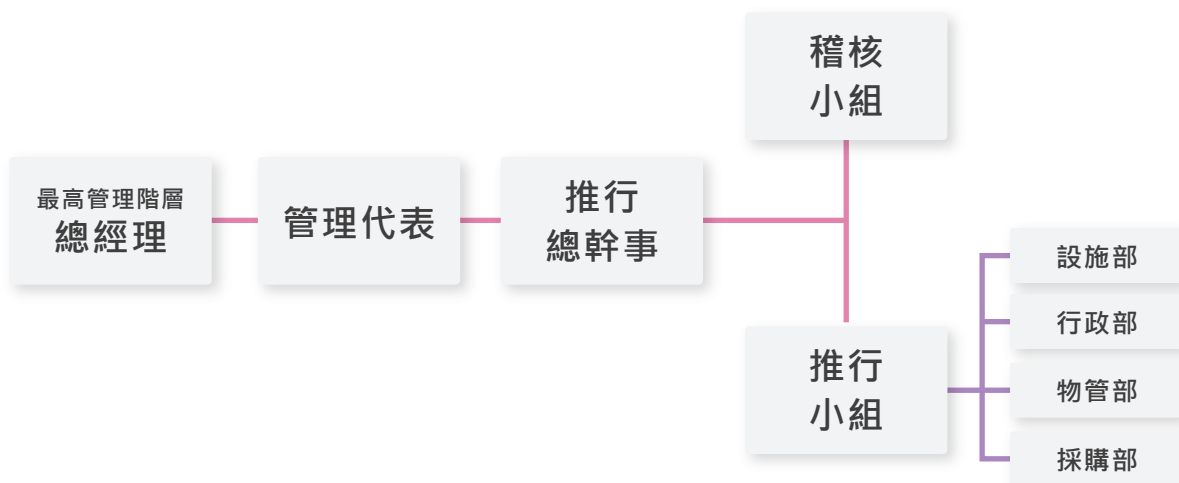 最高管理階層
總經理
管理代表
推行
總幹事
稽核
小組
推行
小組
設施部
行政部
物管部
採購部